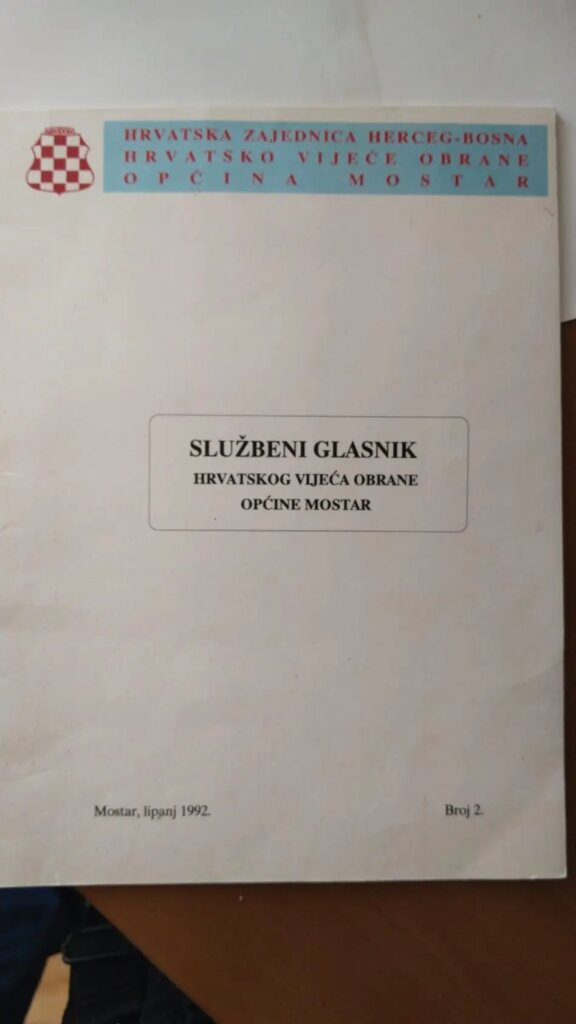 HRVATSKA ZAJEDNICA HERCEG-BOSNA
HRVATSKO VIJEĆE OBRANE
OPĆINA MOSTAR
SLUŽBENI GLASNIK
HRVATSKOG VIJEĆA OBRANE
OPĆINE MOSTAR
Mostar, lipanj 1992.
Broj 2.